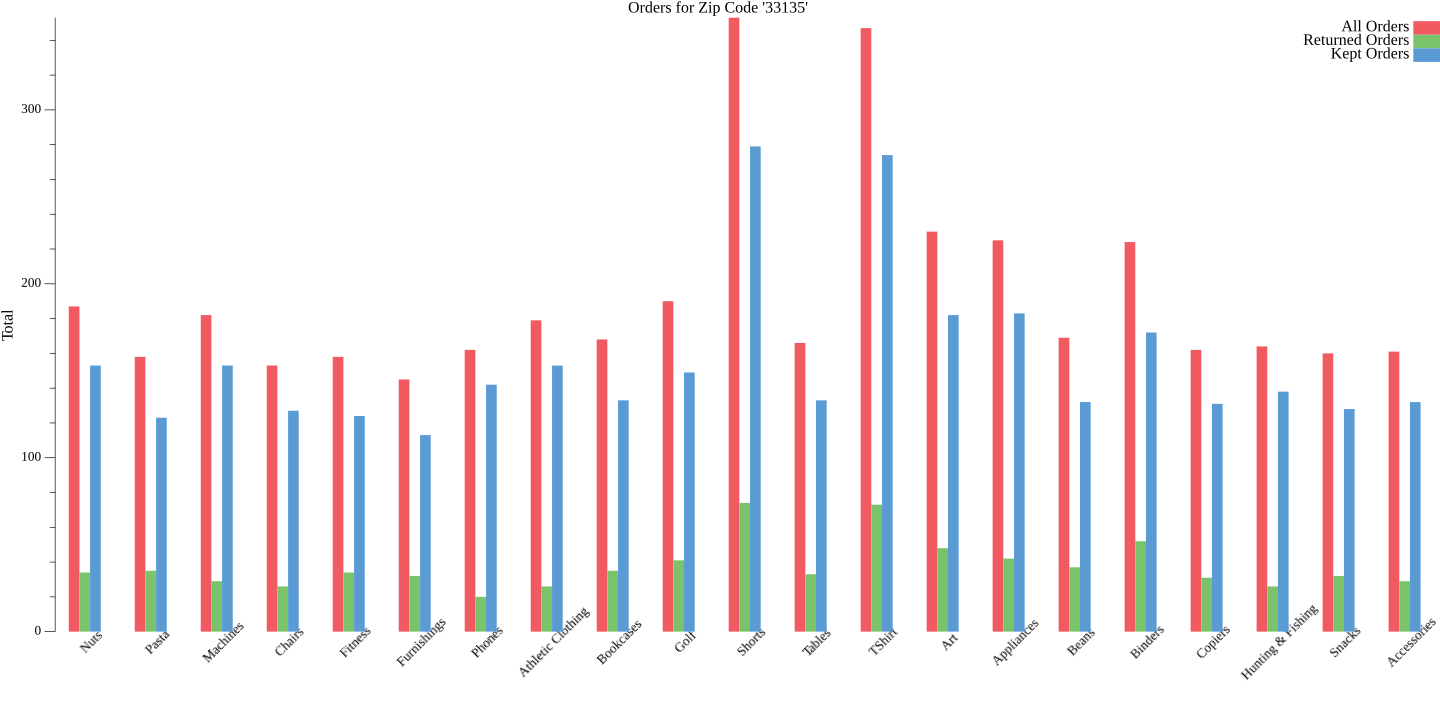 Orders for Zip Code '33135'
All Orders
Returned Orders
Kept Orders
Total
300
200
100
0
Nuts
Pasta
Machines
Chairs
Fitness
Furnishings
Phones
Athletic Clothing
Bookcases
Golf
Shorts
Tables
TShirt
Art
Appliances
Beans
Binders
Copiers
Hunting & Fishing
Snacks
Accessories